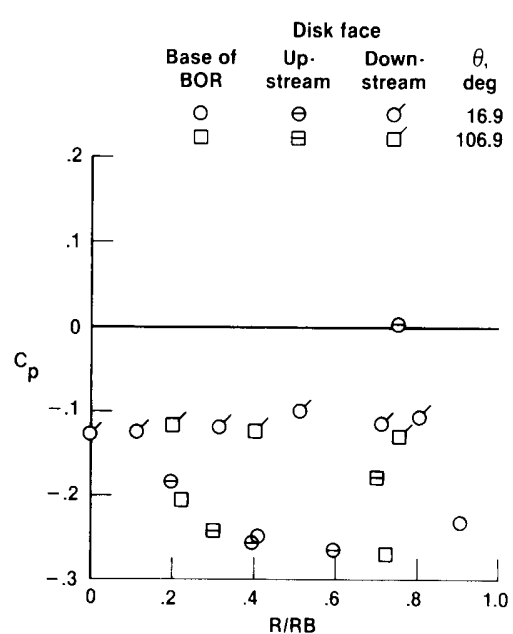 Disk face
Base of Up- Down- θ,
BOR stream stream deg
16.9
106.9
.2
.1
0
Cp
-.1
-.2
-.3
0 .2 .4 .6 .8 1.0
R/RB